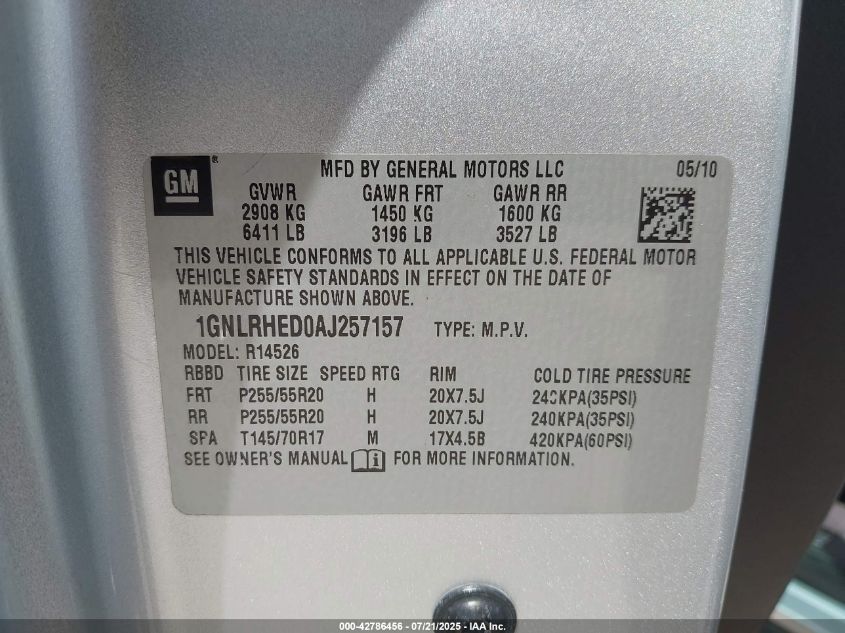 GM ®
MFD BY GENERAL MOTORS LLC 05/10
GVWR GAWR FRT GAWR RR
2908 KG 1450 KG 1600 KG
6411 LB 3196 LB 3527 LB
THIS VEHICLE CONFORMS TO ALL APPLICABLE U.S. FEDERAL MOTOR
VEHICLE SAFETY STANDARDS IN EFFECT ON THE DATE OF
MANUFACTURE SHOWN ABOVE.
1GNLRHED0AJ257157 TYPE: M.P.V.
MODEL: R14526
RBBD TIRE SIZE SPEED RTG RIM COLD TIRE PRESSURE
FRT P255/55R20 H 20X7.5J 240KPA(35PSI)
RR P255/55R20 H 20X7.5J 240KPA(35PSI)
SPA T145/70R17 M 17X4.5B 420KPA(60PSI)
SEE OWNER'S MANUAL i FOR MORE INFORMATION.
000-42786456 - 07/21/2025 - IAA Inc.